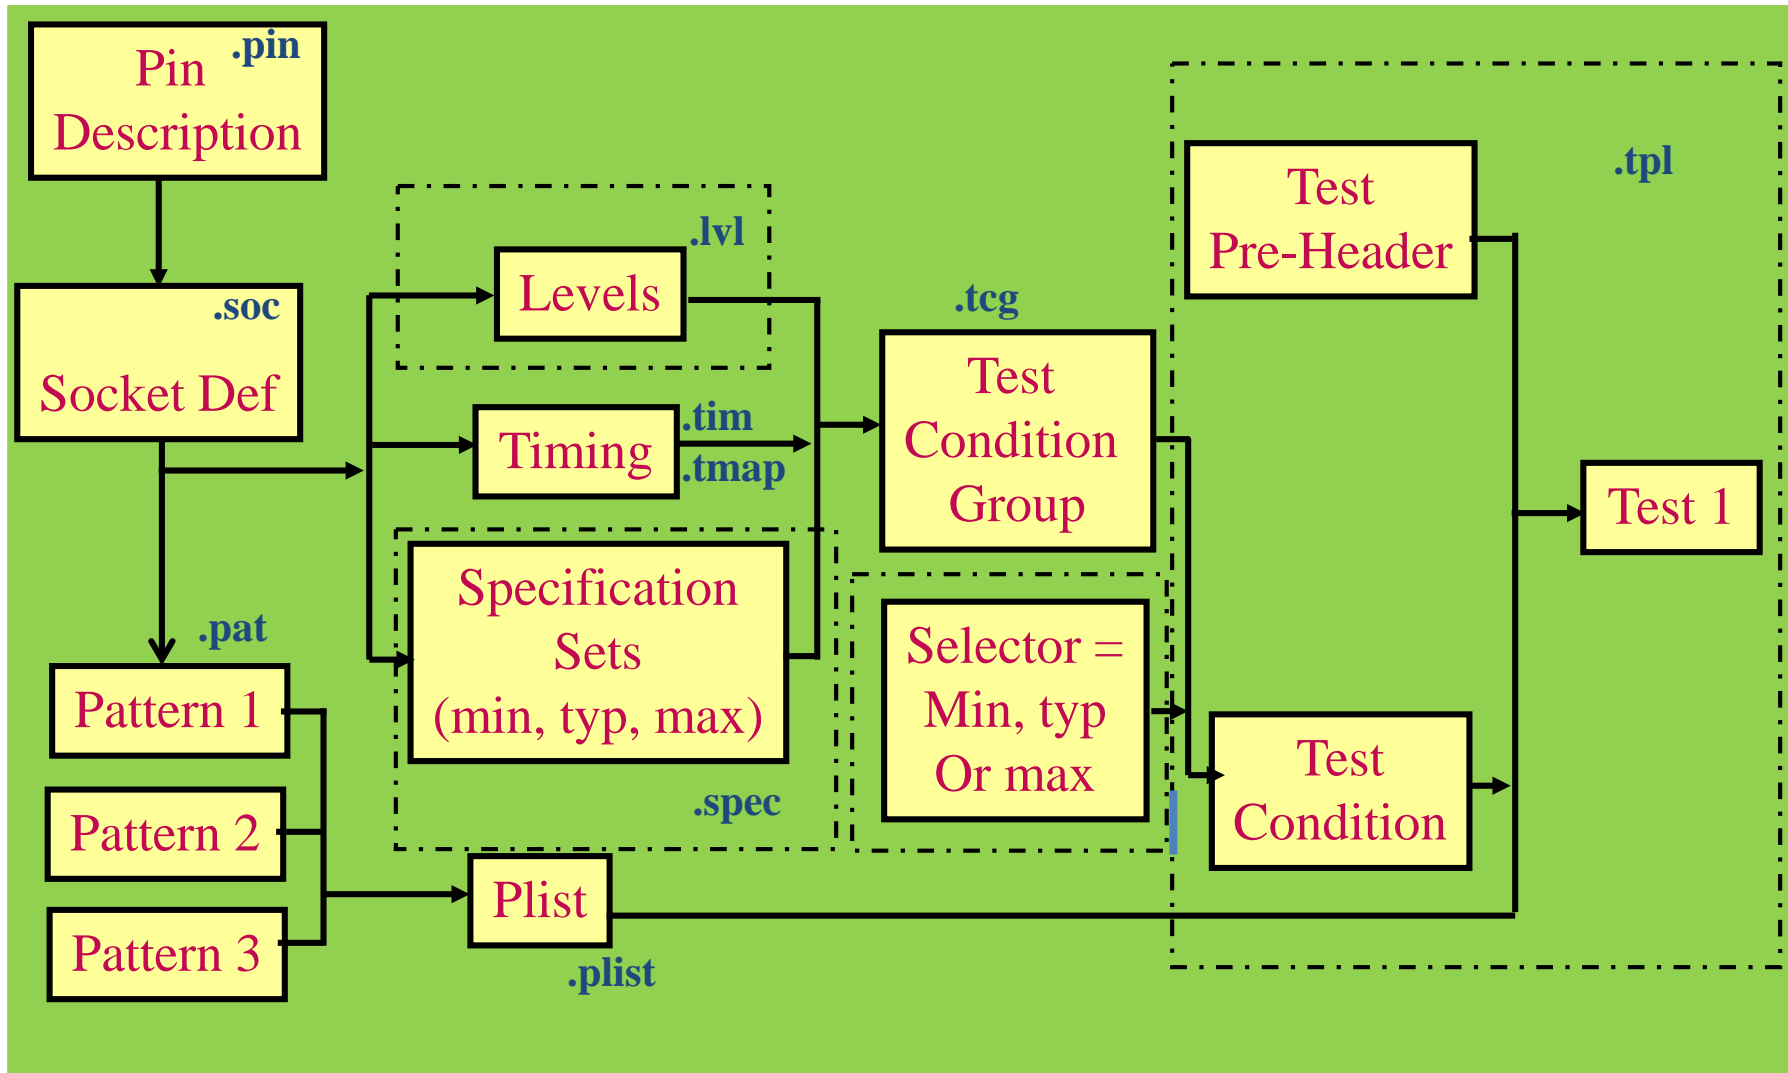 .pin
Pin
Description
.soc
Socket Def
.pat
Pattern 1
Pattern 2
Pattern 3
.lvl
Levels
Timing
.tim
.tmap
Specification
Sets
(min, typ, max)
.spec
Plist
.plist
.tcg
Test
Condition
Group
Selector =
Min, typ
Or max
.tpl
Test
Pre-Header
Test
Condition
Test 1